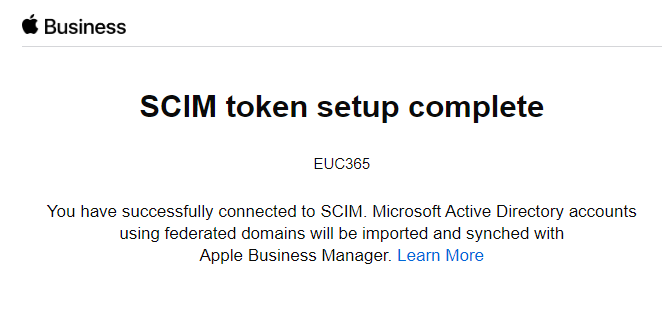 Business
SCIM token setup complete
EUC365
You have successfully connected to SCIM. Microsoft Active Directory accounts
using federated domains will be imported and synched with
Apple Business Manager. Learn More